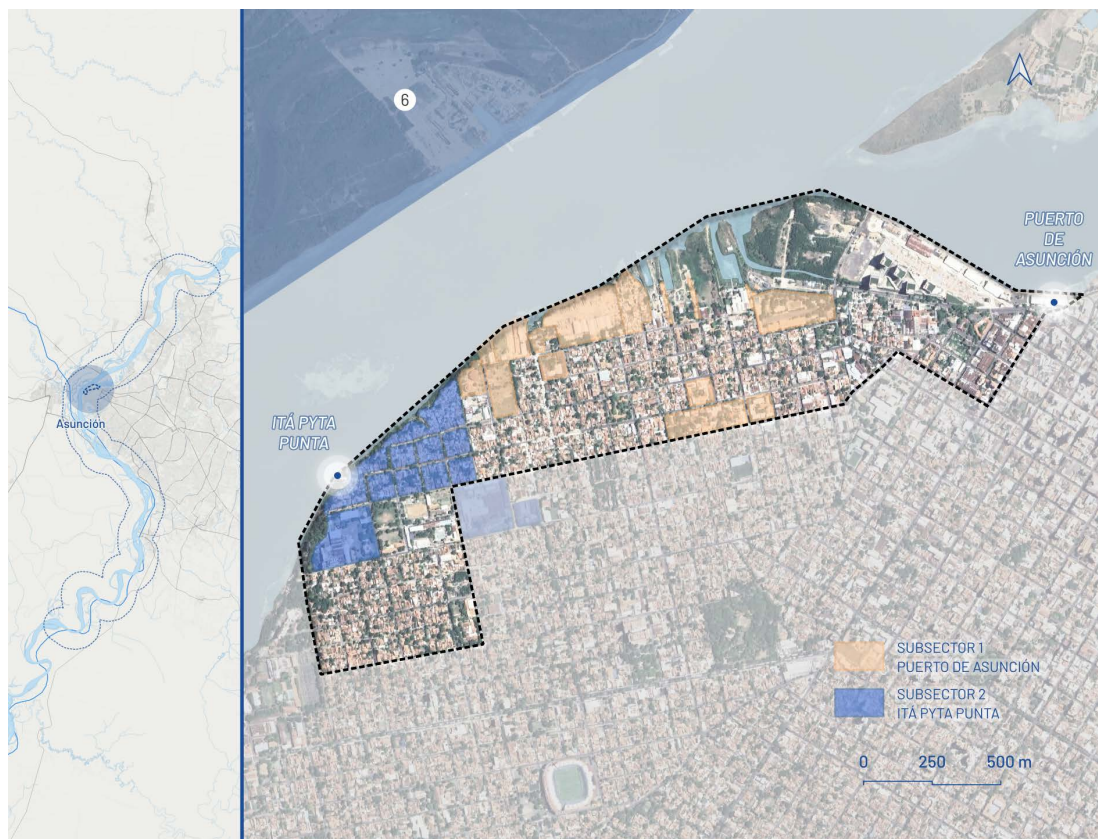 Asunción
6
PUERTO
DE
ASUNCIÓN
ITÁ PYTA
PUNTA
SUBSECTOR 1
PUERTO DE ASUNCIÓN
SUBSECTOR 2
ITÁ PYTA PUNTA
0 250 500 m